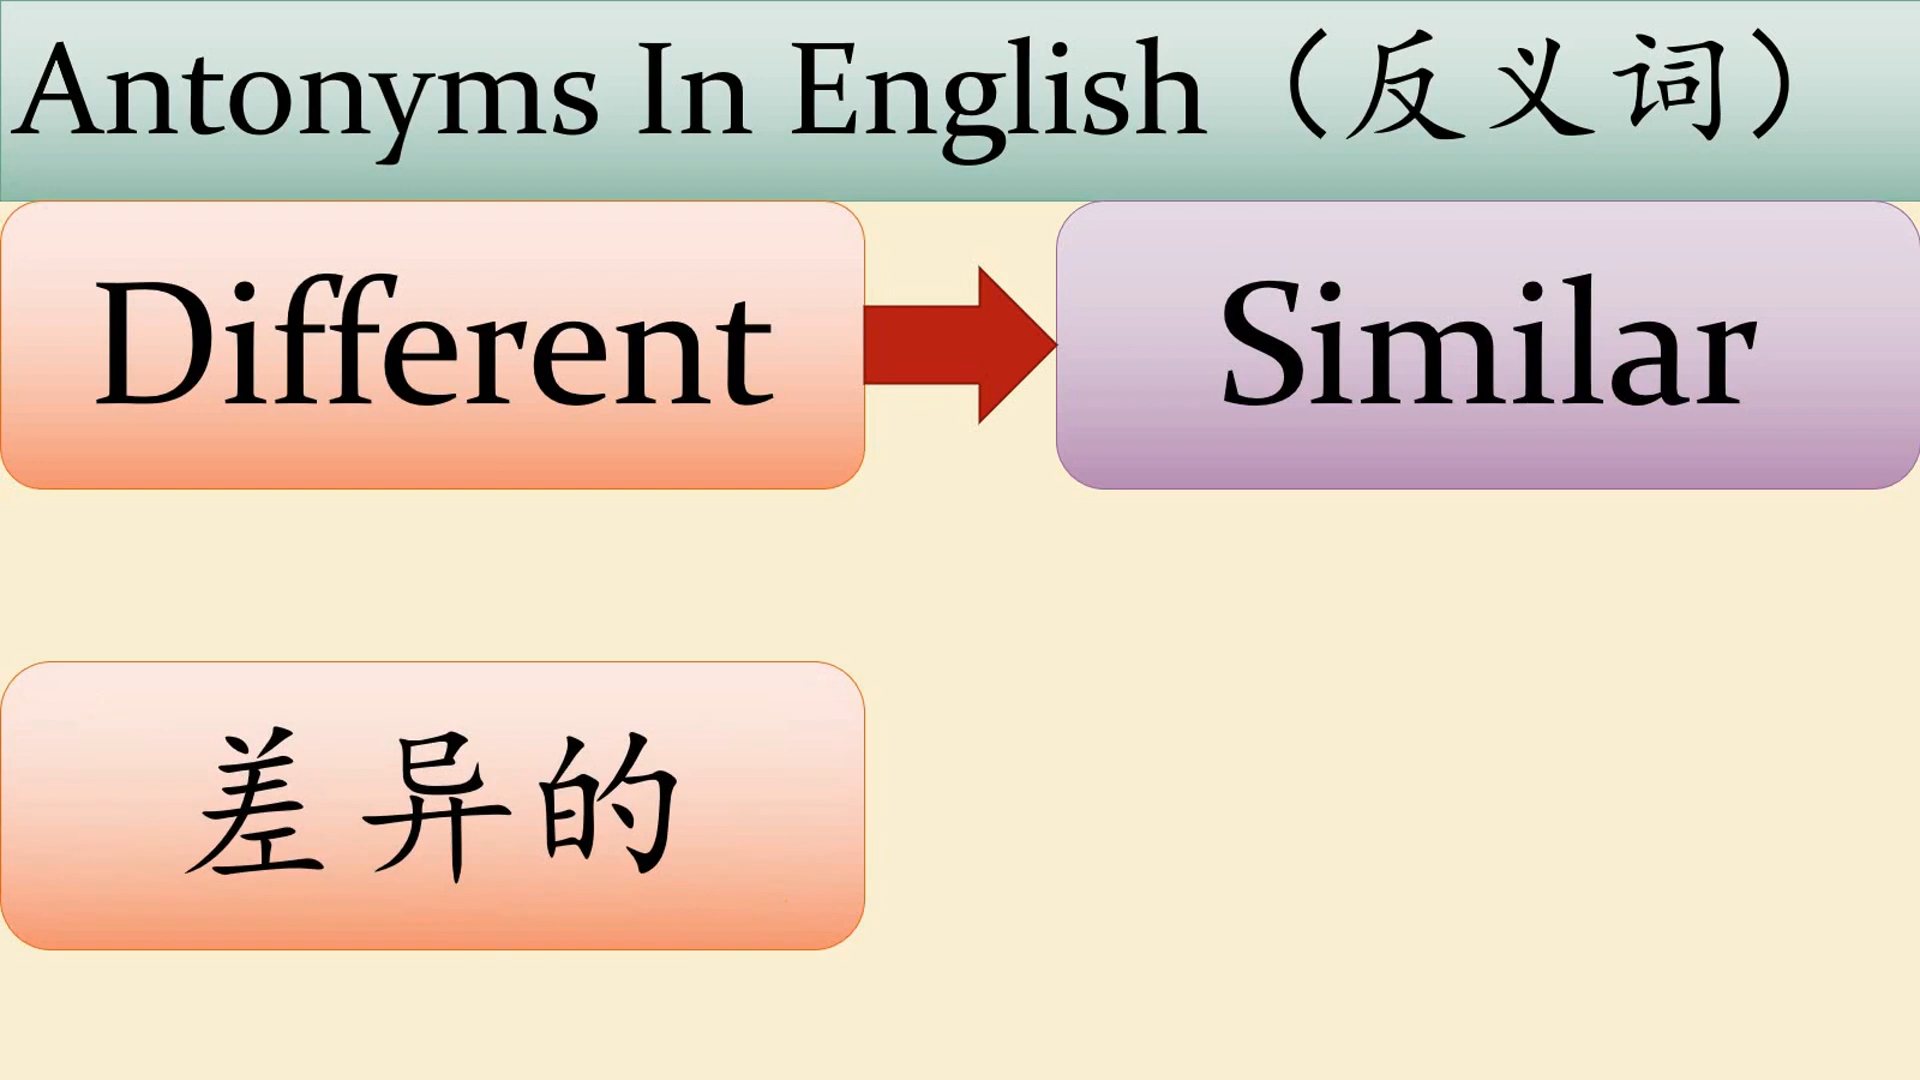 Antonyms In English（反义词）
Different
Similar
差异的